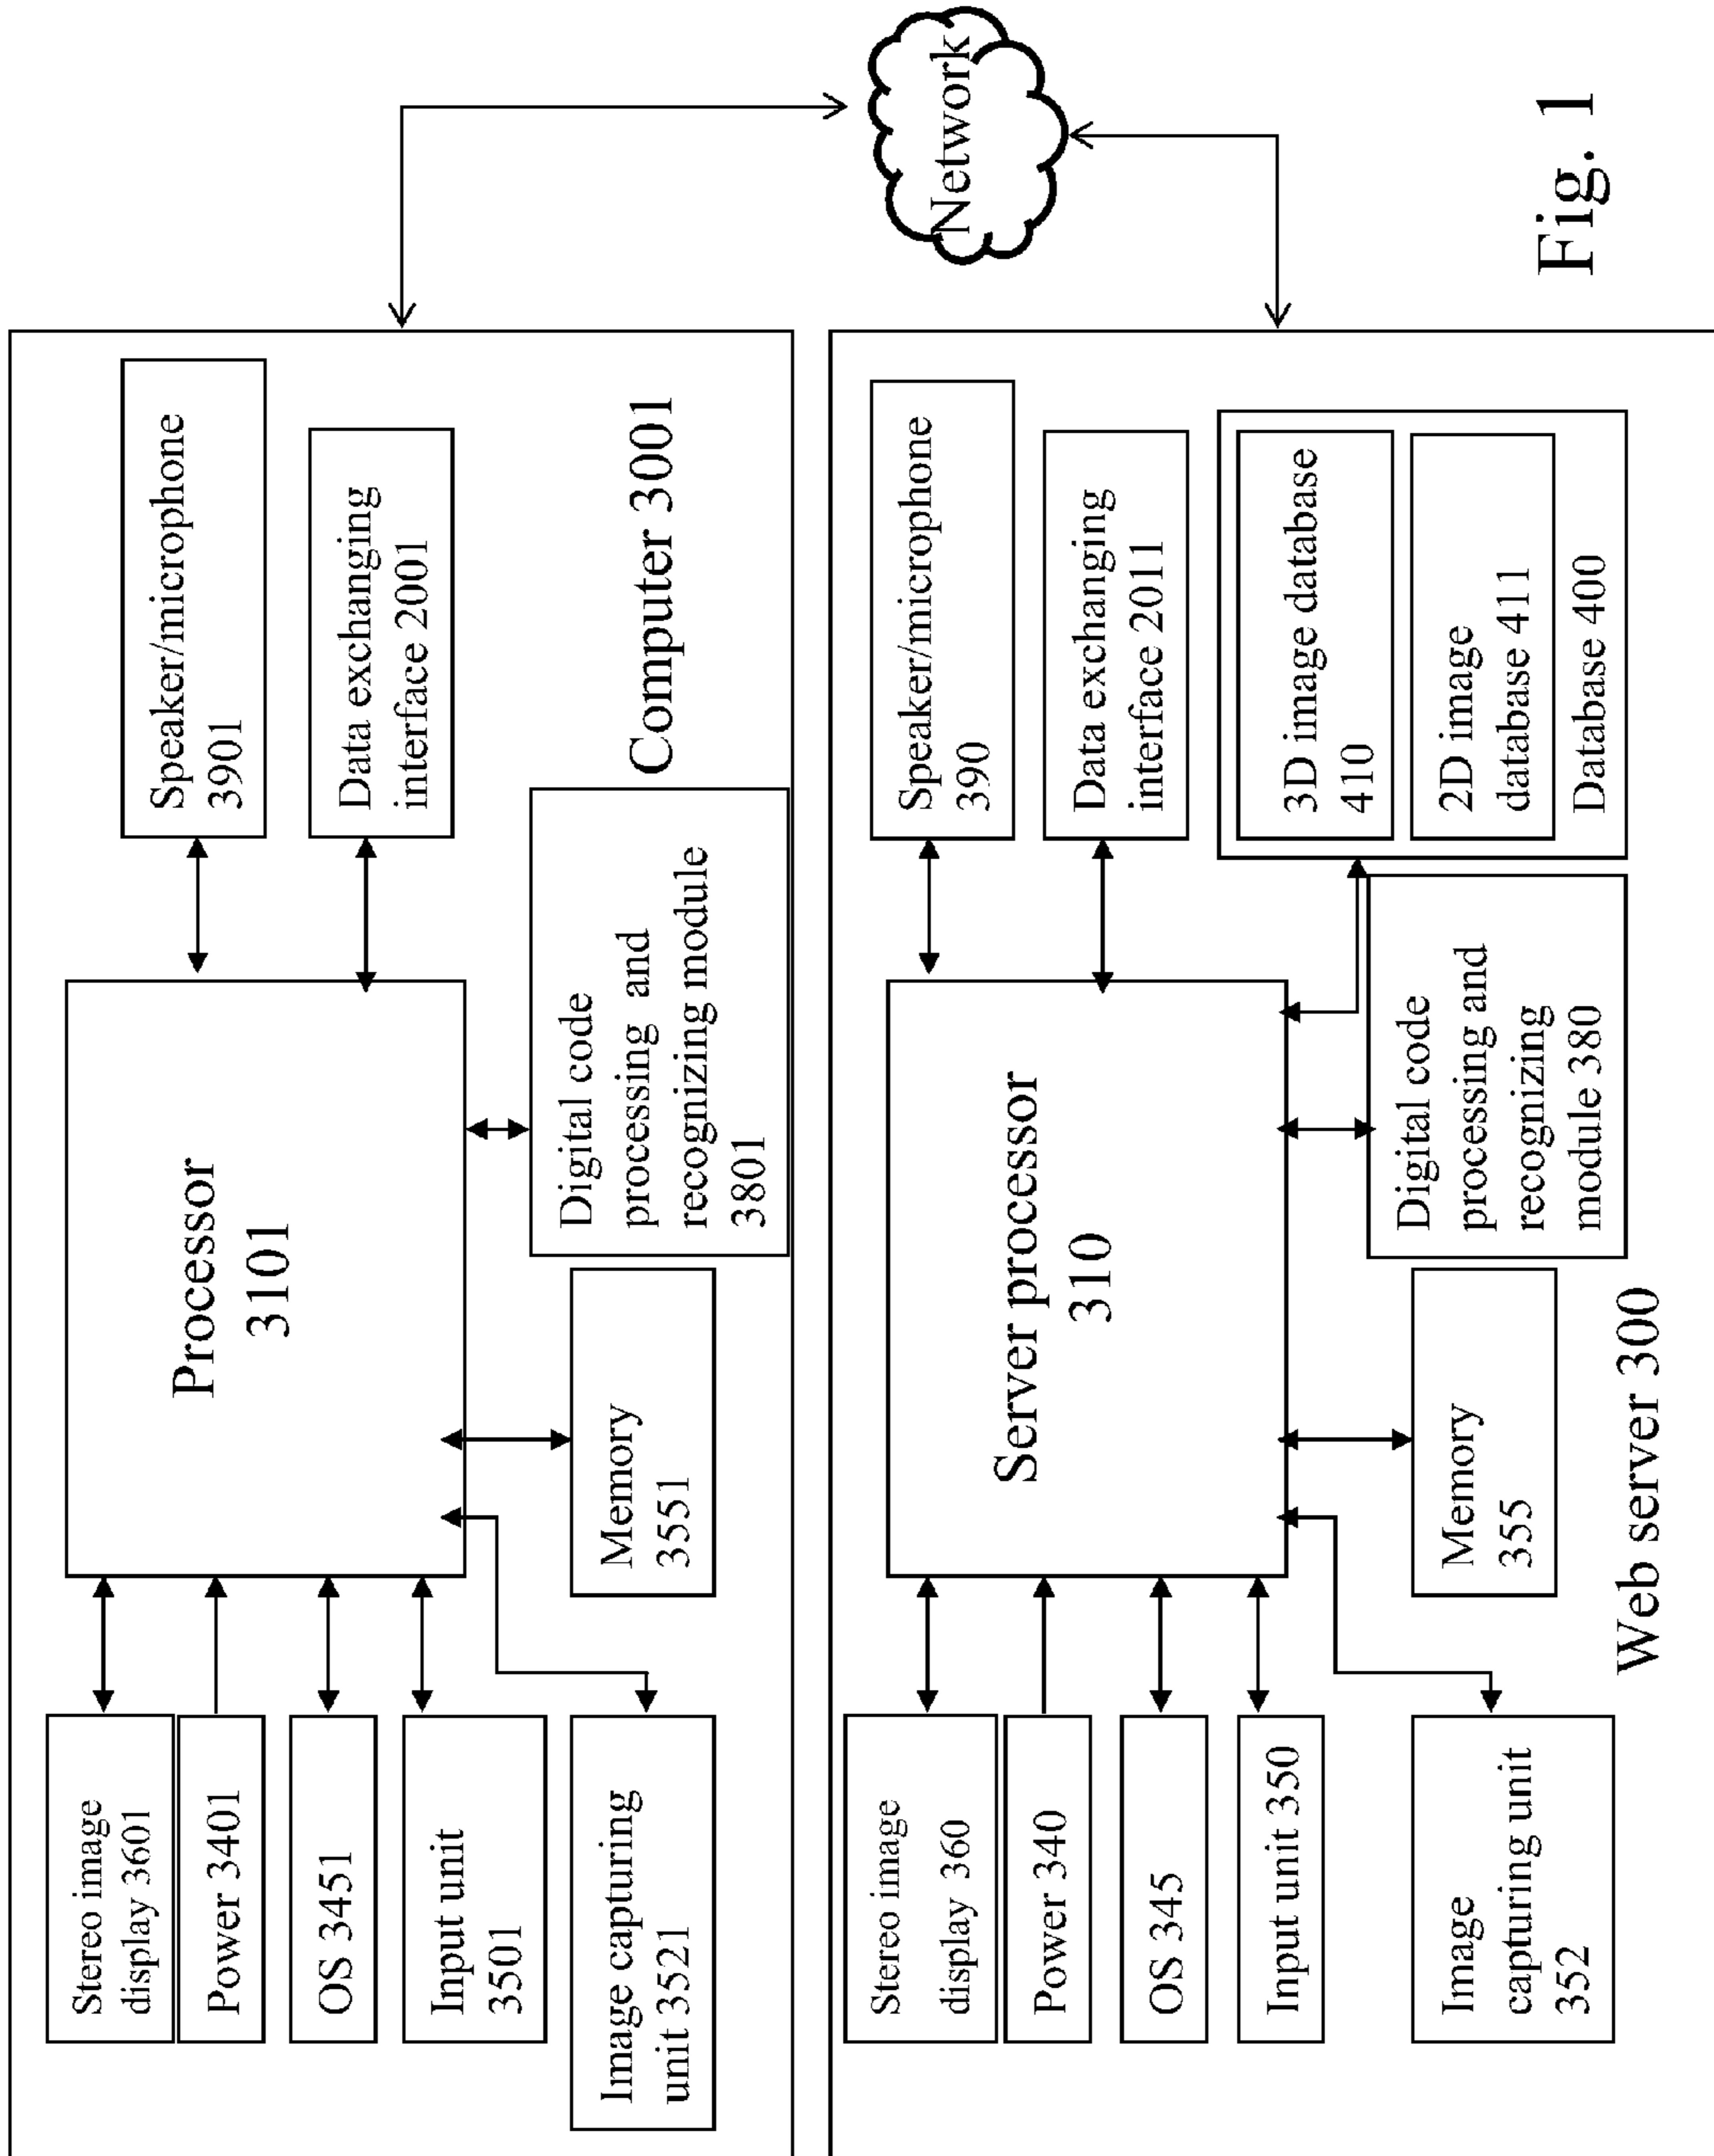 Stereo image
display 3601
Power 3401
OS 3451
Input unit
3501
Image capturing
unit 3521
Processor
3101
Memory
3551
Digital code
processing and
recognizing module
3801
Speaker/microphone
3901
Data exchanging
interface 2001
Computer 3001
Network
Stereo image
display 360
Power 340
OS 345
Input unit 350
Image
capturing unit
352
Server processor
310
Memory
355
Digital code
processing and
recognizing
module 380
Speaker/microphone
390
Data exchanging
interface 2011
3D image database
410
2D image
database 411
Database 400
Web server 300
Fig. 1